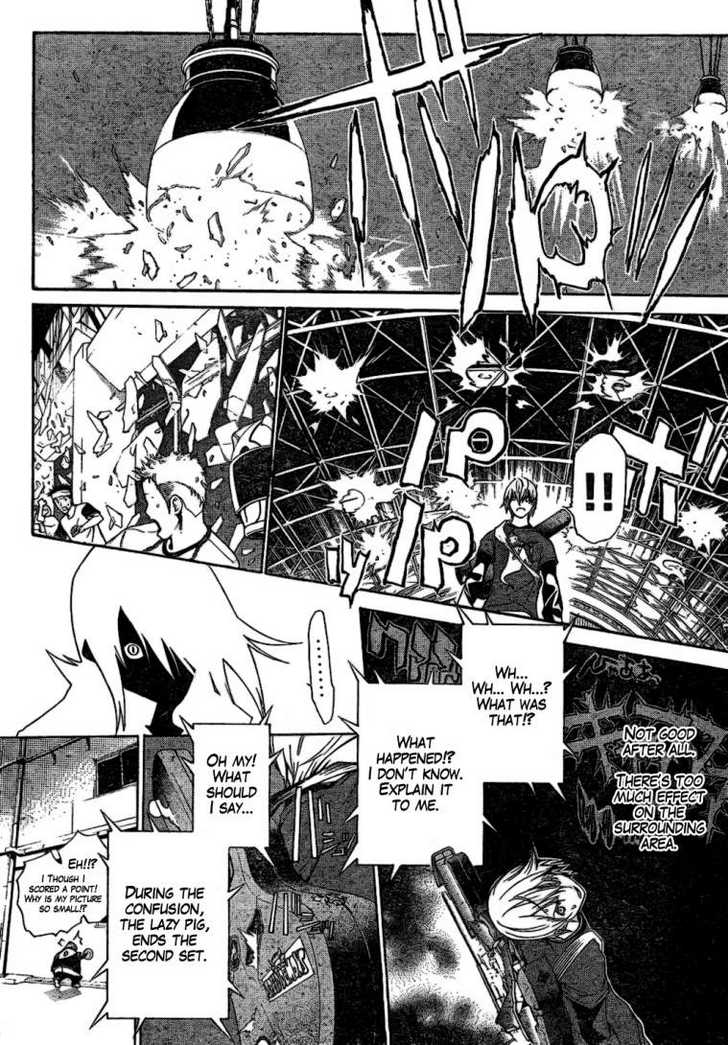 !!
NOT GOOD
AFTER ALL.
THERE'S TOO
MUCH EFFECT
ON THE
SURROUNDING
AREA.
WH...
WH... WH...?
WHAT WAS
THAT!?
WHAT
HAPPENED!?
I DON'T KNOW.
EXPLAIN IT
TO ME.
......
OH MY!
WHAT
SHOULD
I SAY...
DURING THE
CONFUSION,
THE LAZY PIG,
ENDS THE
SECOND SET.
EH!!?
I THOUGH I
SCORED A POINT!
WHY IS MY PICTURE
SO SMALL!?